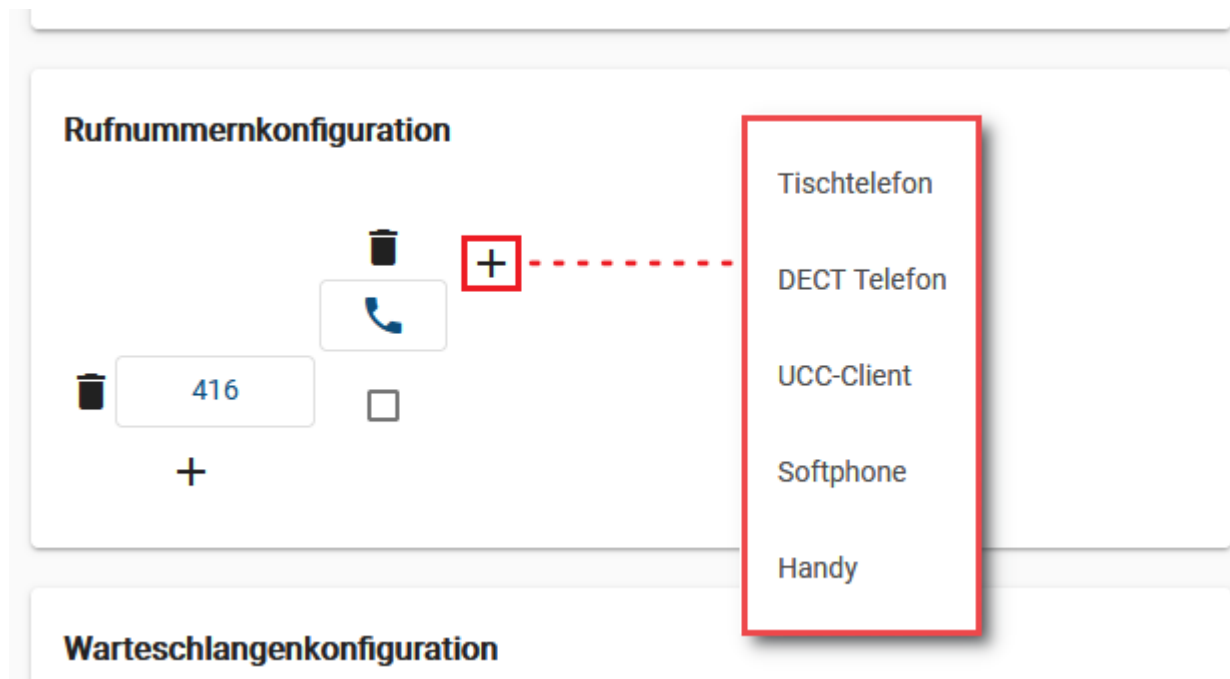 Rufnummernkonfiguration
Tischtelefon
DECT Telefon
UCC-Client
416
Softphone
Handy
Warteschlangenkonfiguration